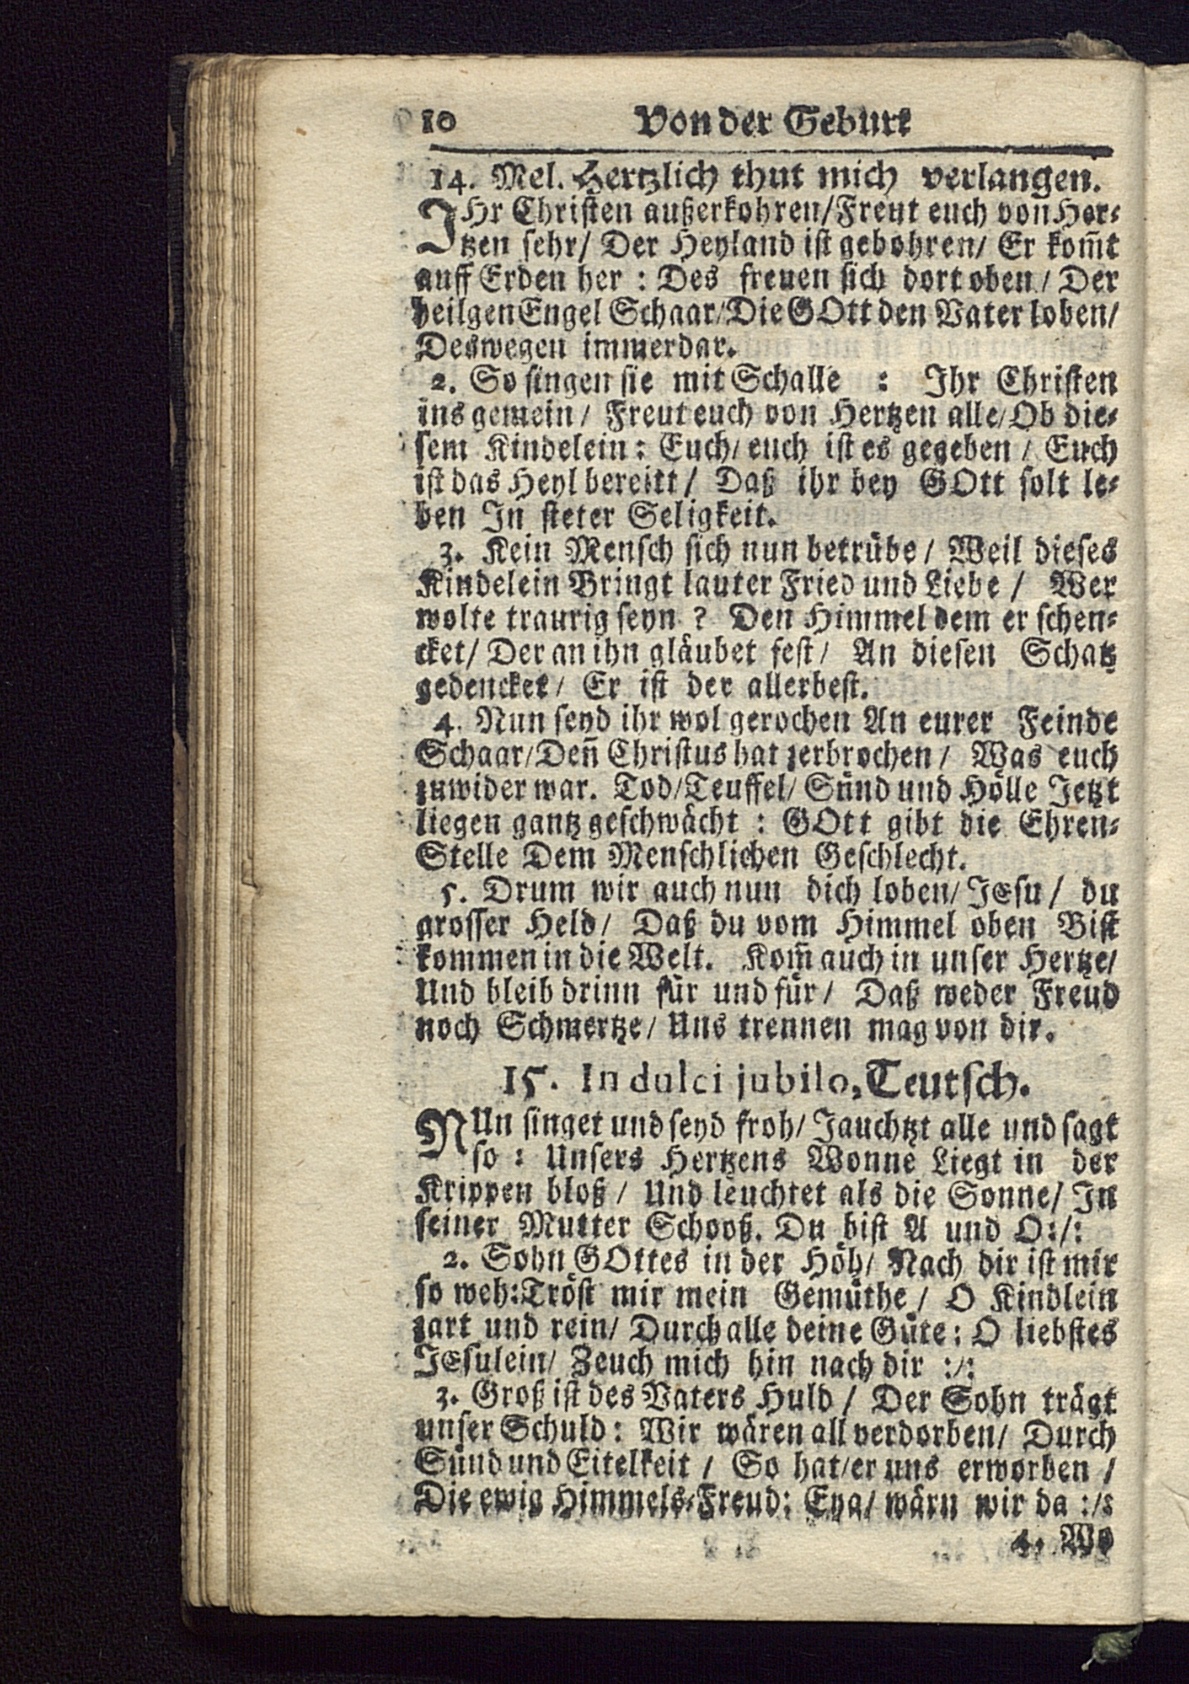 10 Von der Geburt
14. Mel. Hertzlich thut mich verlangen.
IHr Christen außerkohren/Freut euch von Her-
tzen sehr/ Der Heyland ist gebohren/ Er kom̃t
auff Erden her : Des freuen sich dort oben/ Der
heilgen Engel Schaar/Die GOtt den Vater loben/
Deswegen immerdar.
2. So singen sie mit Schalle : Ihr Christen
ins gemein/ Freut euch von Hertzen alle/Ob die-
sem Kindelein: Euch/ euch ist es gegeben/ Euch
ist das Heyl bereitt/ Daß ihr bey GOtt solt le-
ben In steter Seligkeit.
3. Kein Mensch sich nun betrübe/ Weil dieses
Kindelein Bringt lauter Fried und Liebe/ Wer
wolte traurig seyn ? Den Himmel dem er schen-
cket/ Der an ihn gläubet fest/ An diesen Schatz
gedencket/ Er ist der allerbest.
4. Nun seyd ihr wol gerochen An eurer Feinde
Schaar/Deñ Christus hat zerbrochen/ Was euch
zuwider war. Tod/Teuffel/ Sünd und Hölle Jetzt
liegen gantz geschwächt : GOtt gibt die Ehren-
Stelle Dem Menschlichen Geschlecht.
5. Drum wir auch nun dich loben/ JEsu/ du
grosser Held/ Daß du vom Himmel oben Bist
kommen in die Welt. Kom̃ auch in unser Hertze/
Und bleib drinn für und für/ Daß weder Freud
noch Schmertze/ Uns trennen mag von dir.
15. In dulci jubilo, Teutsch.
NUn singet und seyd froh/ Jauchtzt alle und sagt
so : Unsers Hertzens Wonne Liegt in der
Krippen bloß/ Und leuchtet als die Sonne/ In
seiner Mutter Schooß. Du bist A und O:/:
2. Sohn GOttes in der Höh/ Nach dir ist mir
so weh:Tröst mir mein Gemüthe/ O Kindlein
zart und rein/ Durch alle deine Güte: O liebstes
JEsulein/ Zeuch mich hin nach dir :/:
3. Groß ist des Vaters Huld/ Der Sohn trägt
unser Schuld: Wir wären all verdorben/ Durch
Sünd und Eitelkeit/ So hat/er uns erworben/
Die ewig Himmels-Freud: Eya/ wärn wir da :/:
4. Wo